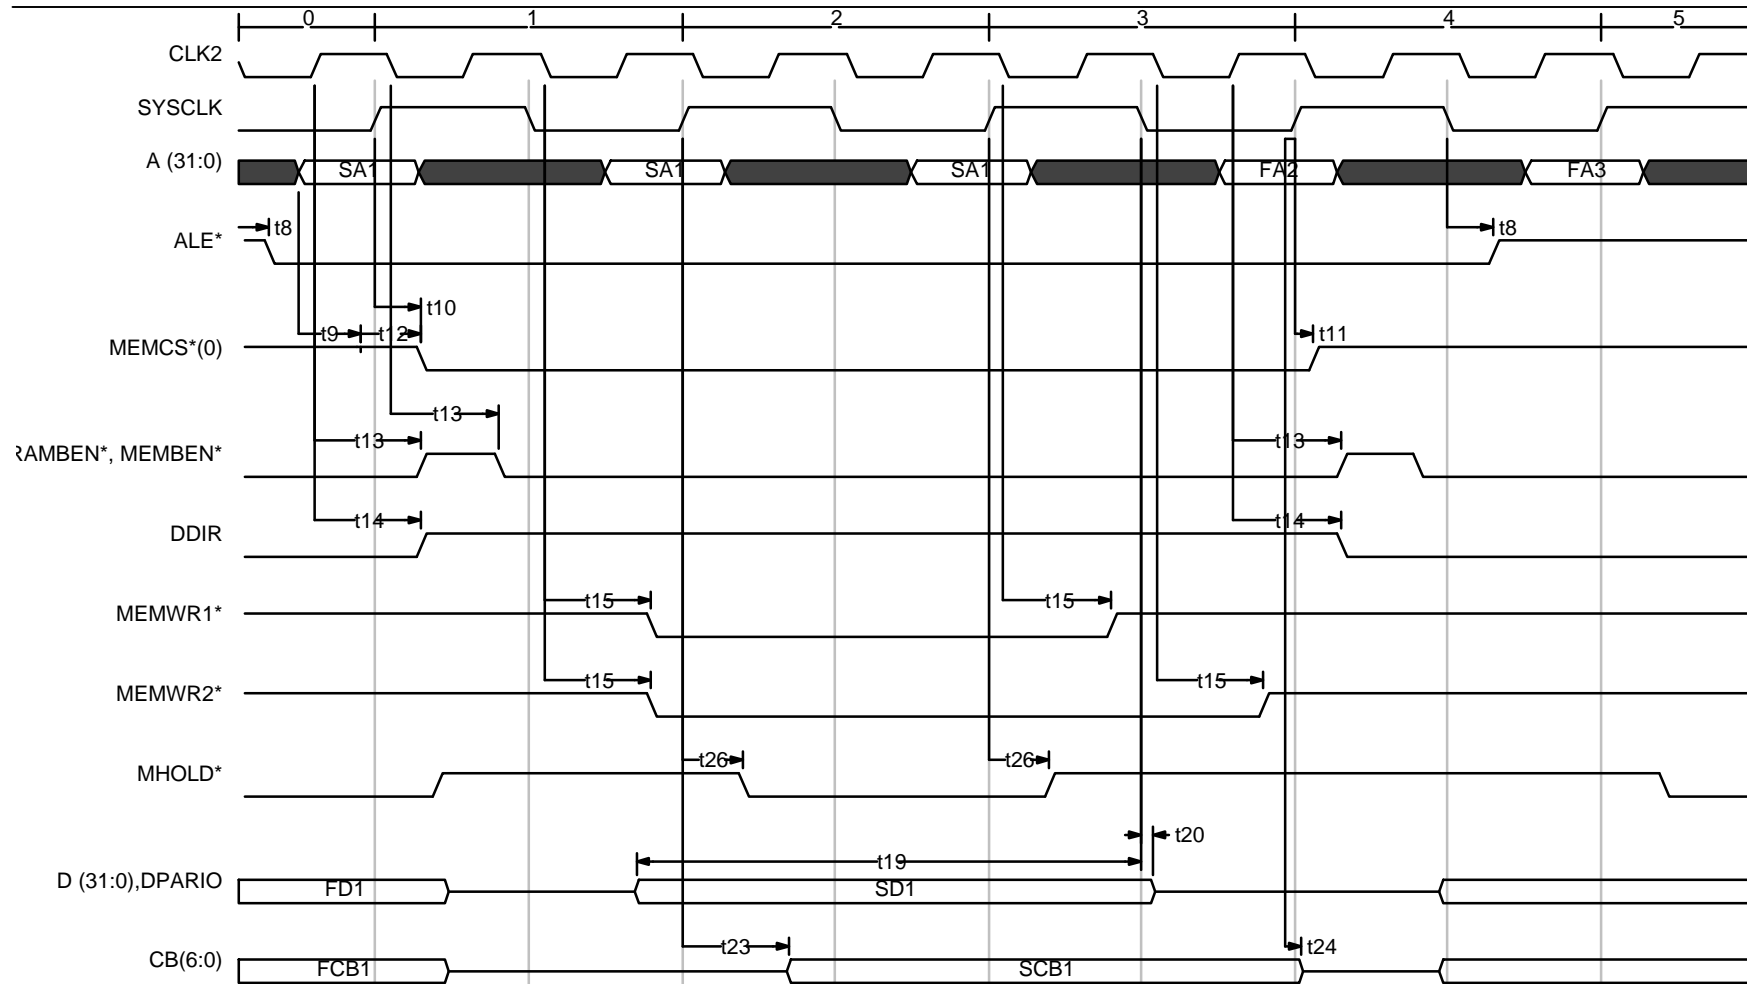 0 1 2 3 4 5
CLK2
SYSCLK
A (31:0) SA1 SA1 SA1 FA2 FA3
ALE* t8 t8
t10
MEMCS*(0) t9 t12 t11
t13
RAMBEN*, MEMBEN* t13 t13
DDIR t14 t14
MEMWR1* t15 t15
MEMWR2* t15 t15
MHOLD* t26 t26
t20
t19
D (31:0),DPARIO FD1 SD1
t23 t24
CB(6:0) FCB1 SCB1